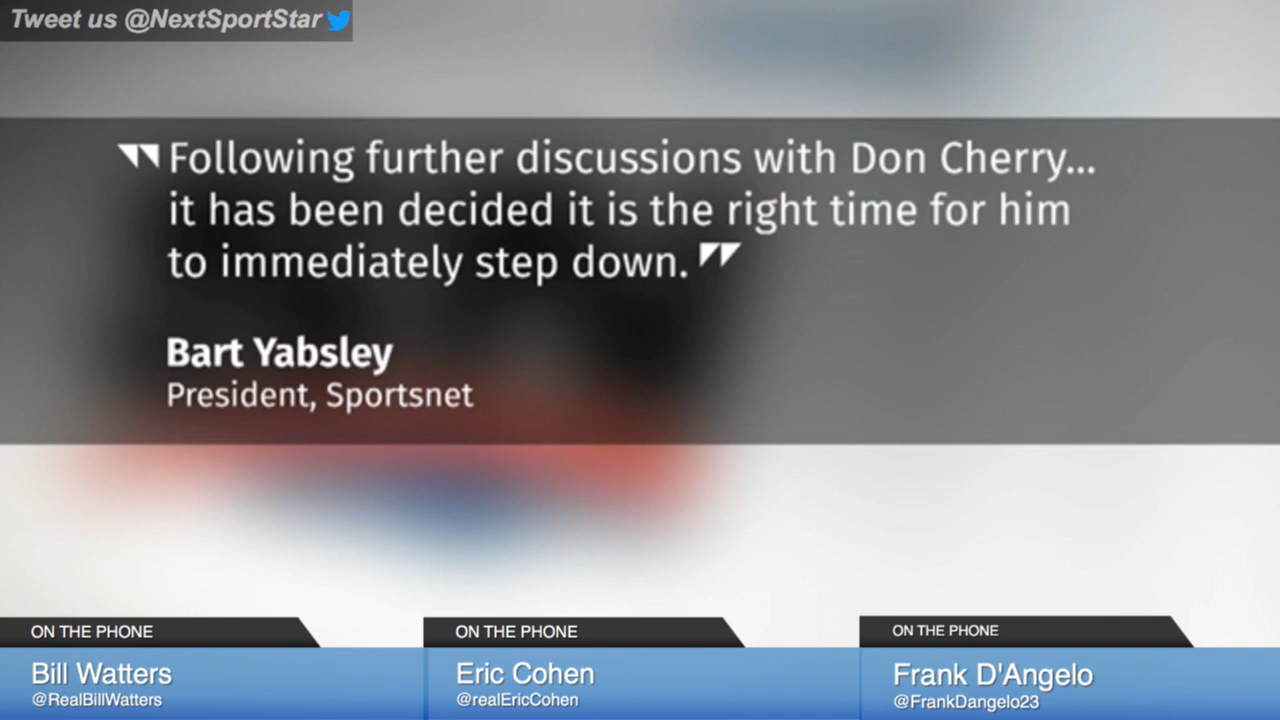 Tweet us @NextSportStar
"Following further discussions with Don Cherry...
it has been decided it is the right time for him
to immediately step down."
Bart Yabsley
President, Sportsnet
ON THE PHONE
Bill Watters
@RealBillWatters
ON THE PHONE
Eric Cohen
@realEricCohen
ON THE PHONE
Frank D'Angelo
@FrankDangelo23